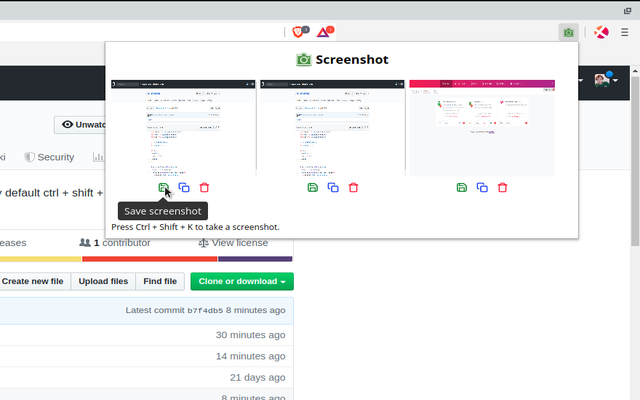 Screenshot
Unwatc
ki
Security
y default ctrl + shift +
Save screenshot
Press Ctrl + Shift + K to take a screenshot.
eases
1 contributor
View license
Create new file
Upload files
Find file
Clone or download
Latest commit b7f4db5 8 minutes ago
30 minutes ago
14 minutes ago
21 days ago
8 minutes ago